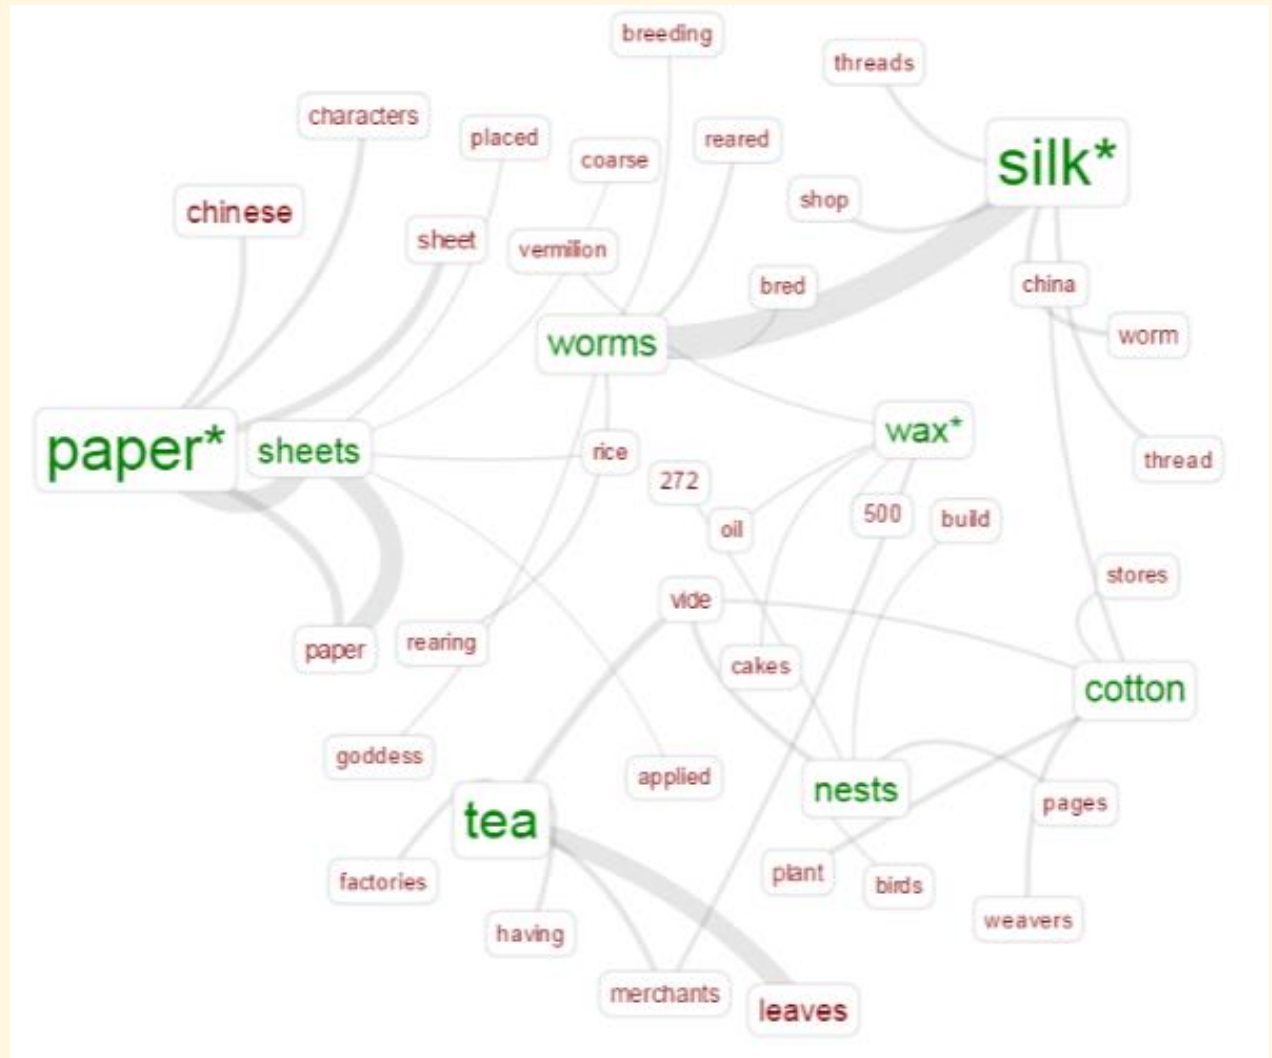 breeding
threads
characters
placed
coarse
reared
silk*
shop
chinese
sheet
vermilion
bred
china
worms
worm
paper*
sheets
rice
wax*
thread
272
oil
500
build
stores
vide
paper
rearing
cakes
cotton
goddess
applied
nests
pages
tea
factories
plant
birds
having
weavers
merchants
leaves